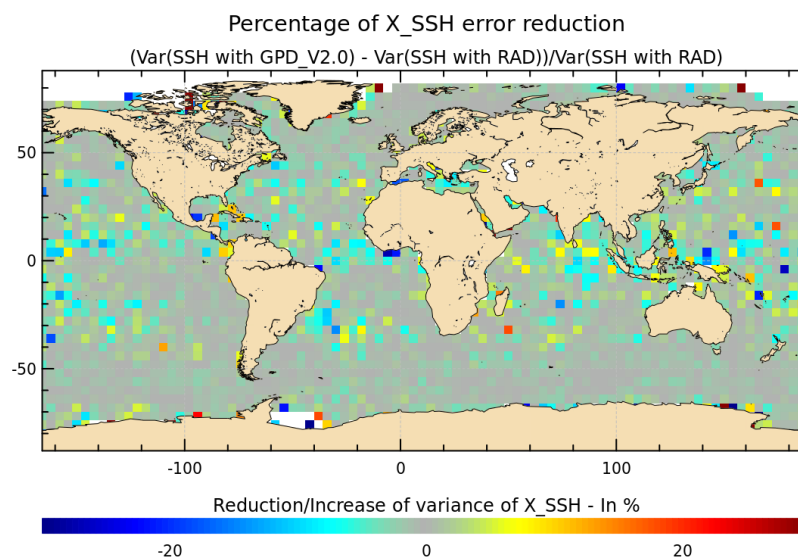 Percentage of X_SSH error reduction
(Var(SSH with GPD_V2.0) - Var(SSH with RAD))/Var(SSH with RAD)
50
0
-50
-100 0 100
Reduction/Increase of variance of X_SSH - In %
-20 0 20